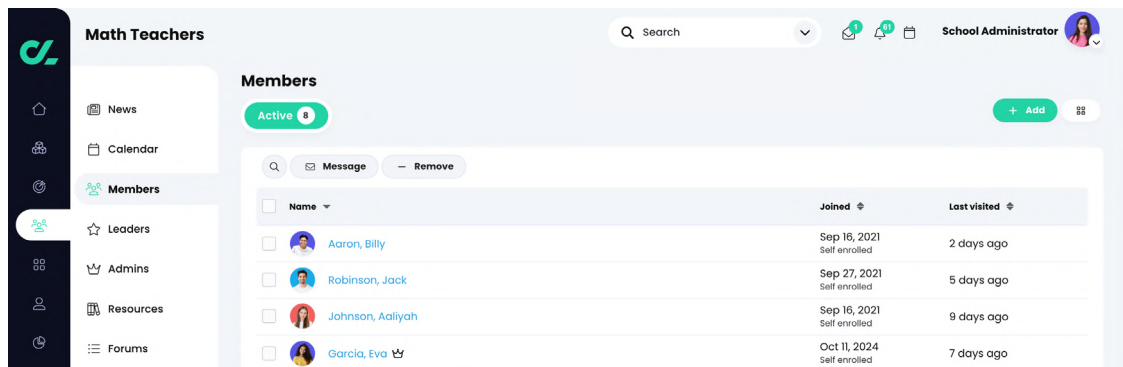 Math Teachers
Search
1
61
School Administrator
News
Calendar
Members
Leaders
Admins
Resources
Forums
Members
Active 8
+ Add
Message
− Remove
Name
Joined
Last visited
Aaron, Billy
Sep 16, 2021
Self enrolled
2 days ago
Robinson, Jack
Sep 27, 2021
Self enrolled
5 days ago
Johnson, Aaliyah
Sep 16, 2021
Self enrolled
9 days ago
Garcia, Eva
Oct 11, 2024
Self enrolled
7 days ago